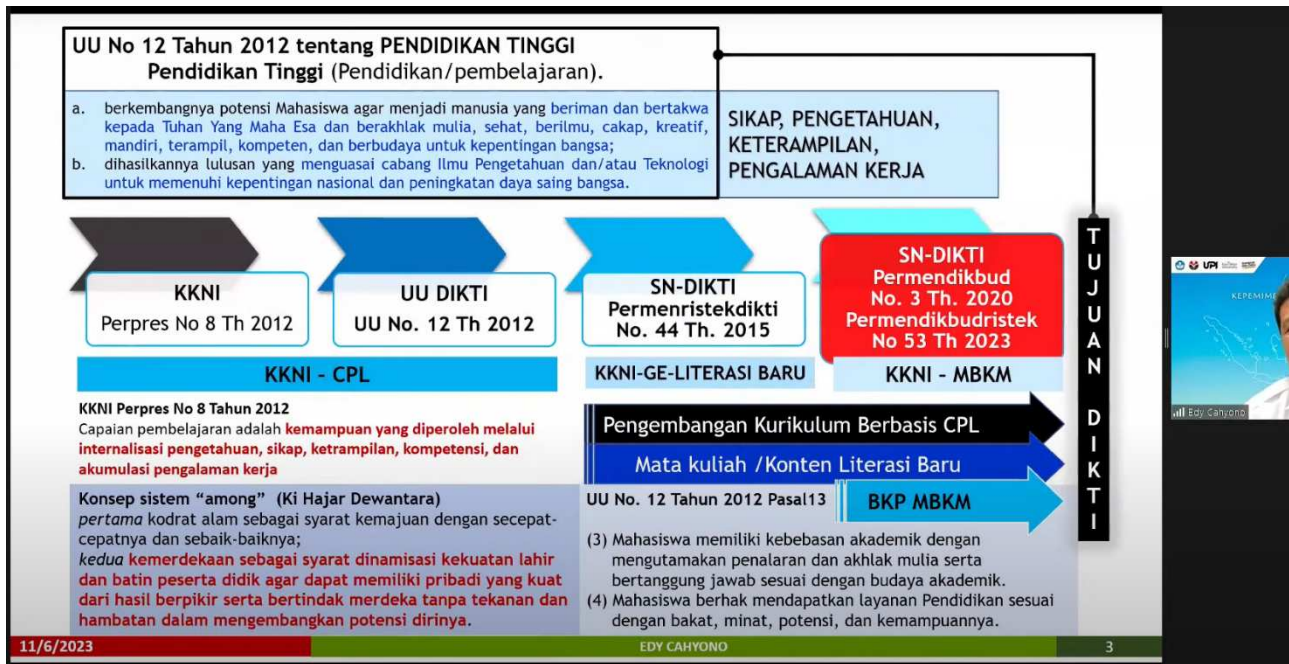 UU No 12 Tahun 2012 tentang PENDIDIKAN TINGGI
Pendidikan Tinggi (Pendidikan/pembelajaran).
a. berkembangnya potensi Mahasiswa agar menjadi manusia yang beriman dan bertakwa
kepada Tuhan Yang Maha Esa dan berakhlak mulia, sehat, berilmu, cakap, kreatif,
mandiri, terampil, kompeten, dan berbudaya untuk kepentingan bangsa;
b. dihasilkannya lulusan yang menguasai cabang Ilmu Pengetahuan dan/atau Teknologi
untuk memenuhi kepentingan nasional dan peningkatan daya saing bangsa.
SIKAP, PENGETAHUAN,
KETERAMPILAN,
PENGALAMAN KERJA
KKNI
Perpres No 8 Th 2012
UU DIKTI
UU No. 12 Th 2012
SN-DIKTI
Permenristekdikti
No. 44 Th. 2015
SN-DIKTI
Permendikbud
No. 3 Th. 2020
Permendikbudristek
No 53 Th 2023
KKNI - CPL
KKNI-GE-LITERASI BARU
KKNI - MBKM
KKNI Perpres No 8 Tahun 2012
Capaian pembelajaran adalah kemampuan yang diperoleh melalui
internalisasi pengetahuan, sikap, ketrampilan, kompetensi, dan
akumulasi pengalaman kerja
Pengembangan Kurikulum Berbasis CPL
Mata kuliah /Konten Literasi Baru
BKP MBKM
Konsep sistem “among” (Ki Hajar Dewantara)
pertama kodrat alam sebagai syarat kemajuan dengan secepat-
cepatnya dan sebaik-baiknya;
kedua kemerdekaan sebagai syarat dinamisasi kekuatan lahir
dan batin peserta didik agar dapat memiliki pribadi yang kuat
dari hasil berpikir serta bertindak merdeka tanpa tekanan dan
hambatan dalam mengembangkan potensi dirinya.
UU No. 12 Tahun 2012 Pasal13
(3) Mahasiswa memiliki kebebasan akademik dengan
mengutamakan penalaran dan akhlak mulia serta
bertanggung jawab sesuai dengan budaya akademik.
(4) Mahasiswa berhak mendapatkan layanan Pendidikan sesuai
dengan bakat, minat, potensi, dan kemampuannya.
TUJUAN DIKTI
11/6/2023
EDY CAHYONO
3
UPI
KEPEMIM
Edy Cahyono